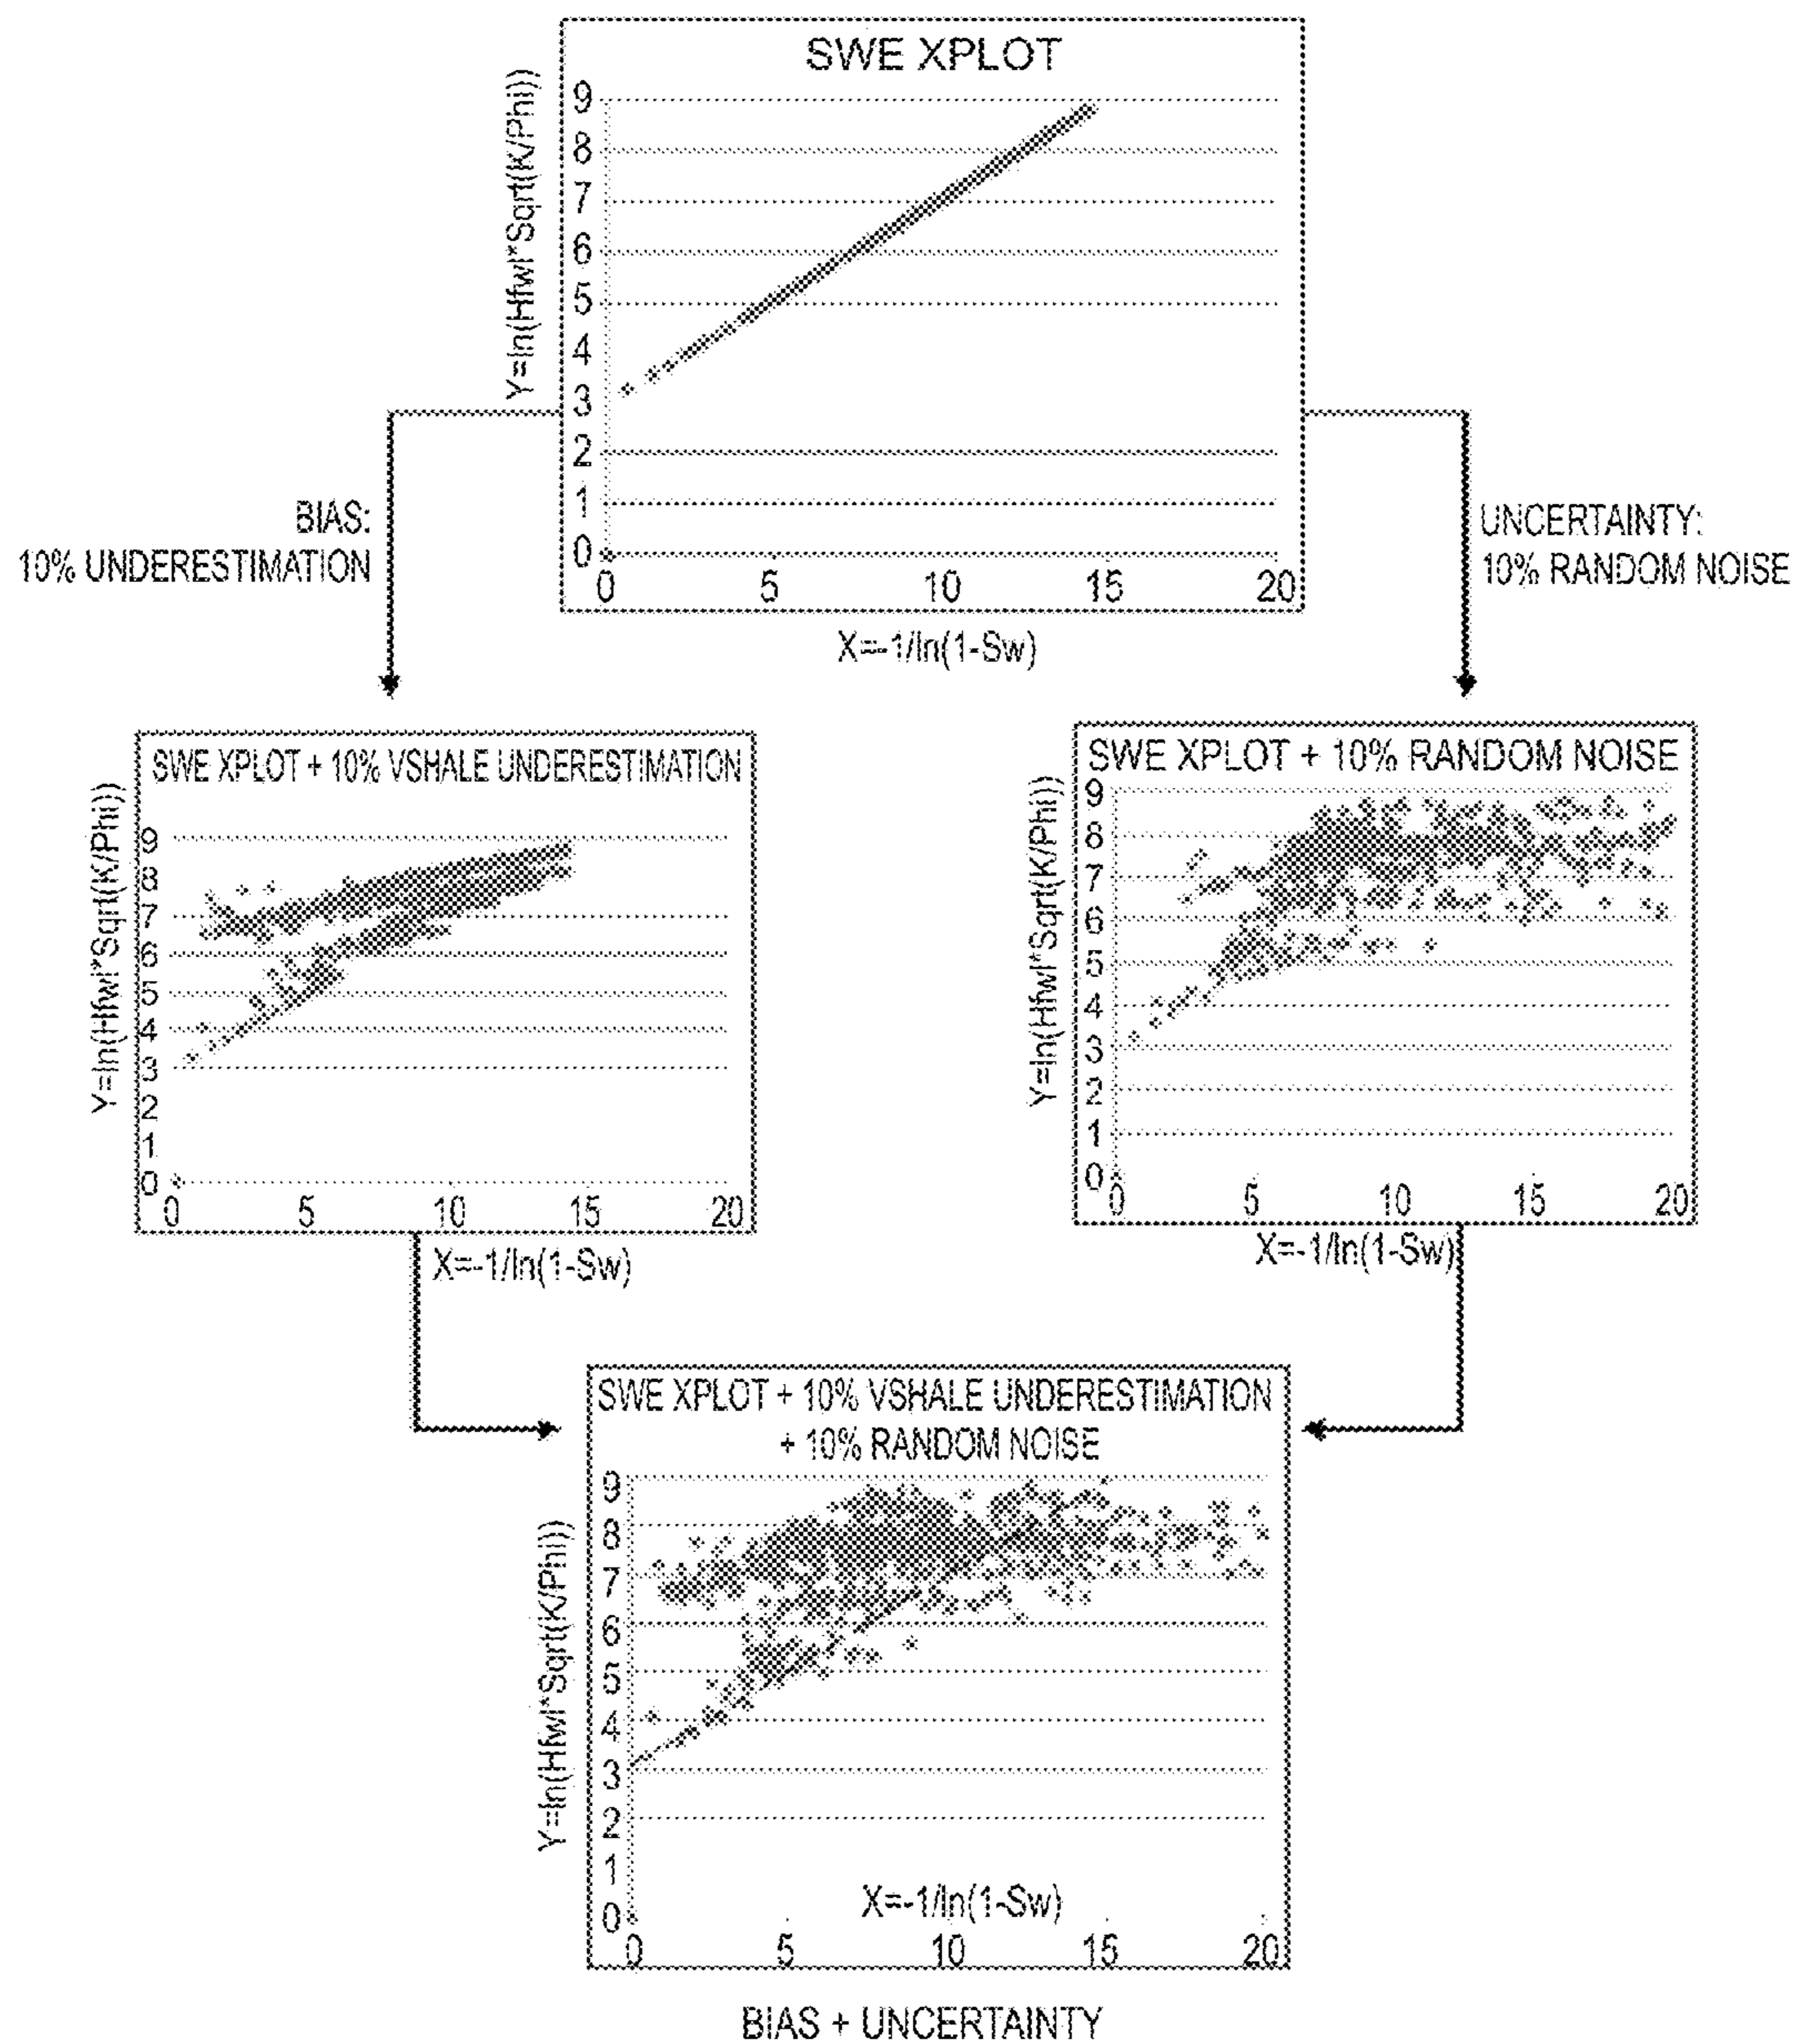 SWE XPLOT
Y=ln(Hfwl*Sqrt(K/Phi))
9
8
7
6
5
4
3
2
1
0
0 5 10 15 20
X=-1/ln(1-Sw)
BIAS:
10% UNDERESTIMATION
UNCERTAINTY:
10% RANDOM NOISE
SWE XPLOT + 10% VSHALE UNDERESTIMATION
Y=ln(Hfwl*Sqrt(K/Phi))
9
8
7
6
5
4
3
2
1
0
0 5 10 15 20
X=-1/ln(1-Sw)
SWE XPLOT + 10% RANDOM NOISE
Y=ln(Hfwl*Sqrt(K/Phi))
9
8
7
6
5
4
3
2
1
0
0 5 10 15 20
X=-1/ln(1-Sw)
SWE XPLOT + 10% VSHALE UNDERESTIMATION
+ 10% RANDOM NOISE
Y=ln(Hfwl*Sqrt(K/Phi))
9
8
7
6
5
4
3
2
1
0
X=-1/ln(1-Sw)
0 5 10 15 20
BIAS + UNCERTAINTY